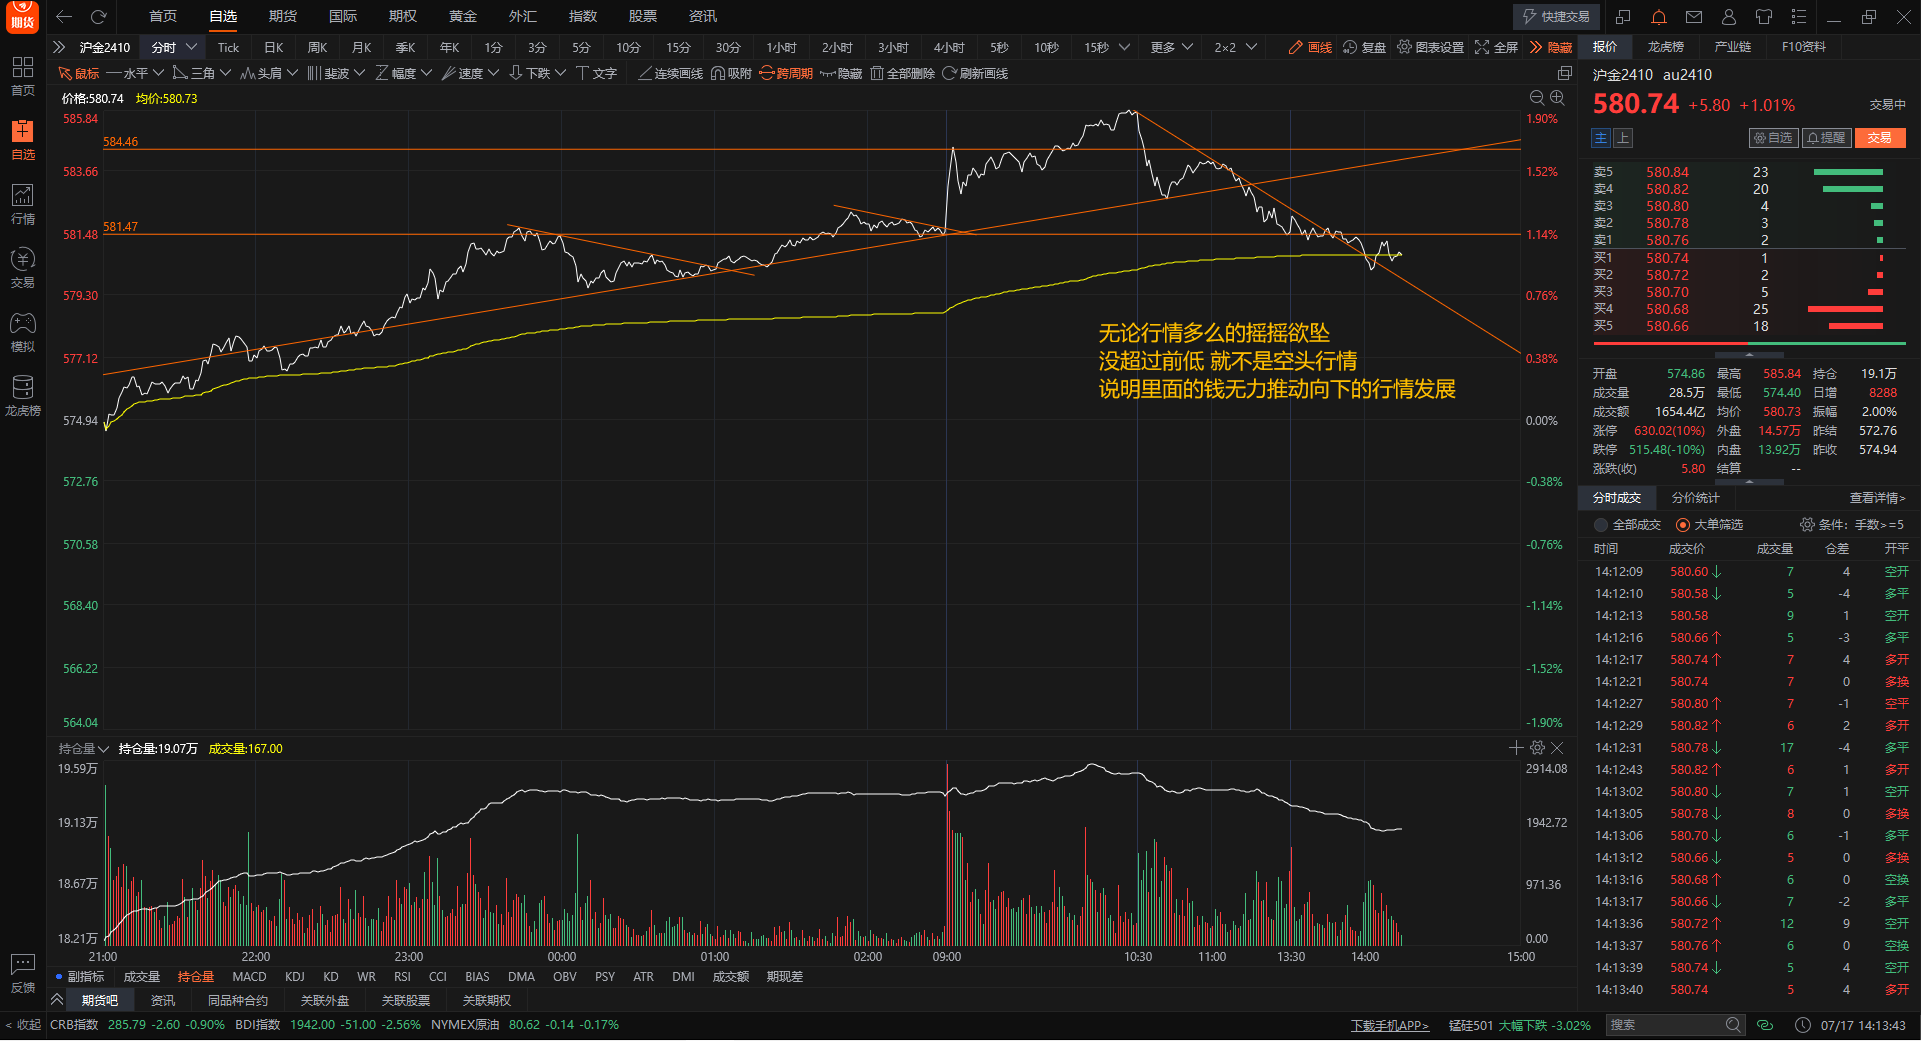 期货 首页 自选 期货 国际 期权 黄金 外汇 指数 股票 资讯 快捷交易
沪金2410 分时 Tick 日K 周K 月K 季K 年K 1分 3分 5分 10分 15分 30分 1小时 2小时 3小时 4小时 5秒 10秒 15秒 更多 2×2 画线 复盘 图表设置 全屏 隐藏 报价 龙虎榜 产业链 F10资料
鼠标 水平 三角 头肩 斐波 幅度 速度 下跌 文字 连续画线 吸附 跨周期 隐藏 全部删除 刷新画线
首页
自选
行情
交易
模拟
龙虎榜
反馈
< 收起
价格:580.74 均价:580.73
585.84 1.90%
584.46
583.66 1.52%
581.47
581.48 1.14%
579.30 0.76%
577.12 0.38%
574.94 0.00%
572.76 -0.38%
570.58 -0.76%
568.40 -1.14%
566.22 -1.52%
564.04 -1.90%
无论行情多么的摇摇欲坠
没超过前低 就不是空头行情
说明里面的钱无力推动向下的行情发展
持仓量 持仓量:19.07万 成交量:167.00
19.59万 2914.08
19.13万 1942.72
18.67万 971.36
18.21万 0.00
21:00 22:00 23:00 00:00 01:00 02:00 09:00 10:30 11:00 13:30 14:00 15:00
副指标 成交量 持仓量 MACD KDJ KD WR RSI CCI BIAS DMA OBV PSY ATR DMI 成交额 期现差
期货吧 资讯 同品种合约 关联外盘 关联股票 关联期权
沪金2410 au2410
580.74 +5.80 +1.01% 交易中
主 上 自选 提醒 交易
卖5 580.84 23
卖4 580.82 20
卖3 580.80 4
卖2 580.78 3
卖1 580.76 2
买1 580.74 1
买2 580.72 2
买3 580.70 5
买4 580.68 25
买5 580.66 18
开盘 574.86 最高 585.84 持仓 19.1万
成交量 28.5万 最低 574.40 日增 8288
成交额 1654.4亿 均价 580.73 振幅 2.00%
涨停 630.02(10%) 外盘 14.57万 昨结 572.76
跌停 515.48(-10%) 内盘 13.92万 昨收 574.94
涨跌(收) 5.80 结算 --
分时成交 分价统计 查看详情>
全部成交 大单筛选 条件：手数>=5
时间 成交价 成交量 仓差 开平
14:12:09 580.60↓ 7 4 空开
14:12:10 580.58↓ 5 -4 多平
14:12:13 580.58 9 1 空开
14:12:16 580.66↑ 5 -3 多平
14:12:17 580.74↑ 7 4 多开
14:12:21 580.74 7 0 多换
14:12:27 580.80↑ 7 -1 空平
14:12:29 580.82↑ 6 2 多开
14:12:31 580.78↓ 17 -4 多平
14:12:43 580.82↑ 6 1 多开
14:13:02 580.80↓ 7 1 空开
14:13:05 580.78↓ 8 0 多换
14:13:06 580.70↓ 6 -1 多平
14:13:12 580.66↓ 5 0 多换
14:13:16 580.68↑ 6 0 空换
14:13:17 580.66↓ 7 -2 多平
14:13:36 580.72↑ 12 9 空开
14:13:37 580.76↑ 6 0 空换
14:13:39 580.74↓ 5 4 空开
14:13:40 580.74 5 4 多开
CRB指数 285.79 -2.60 -0.90% BDI指数 1942.00 -51.00 -2.56% NYMEX原油 80.62 -0.14 -0.17% 下载手机APP> 锰硅501 大幅下跌 -3.02% 搜索 07/17 14:13:43